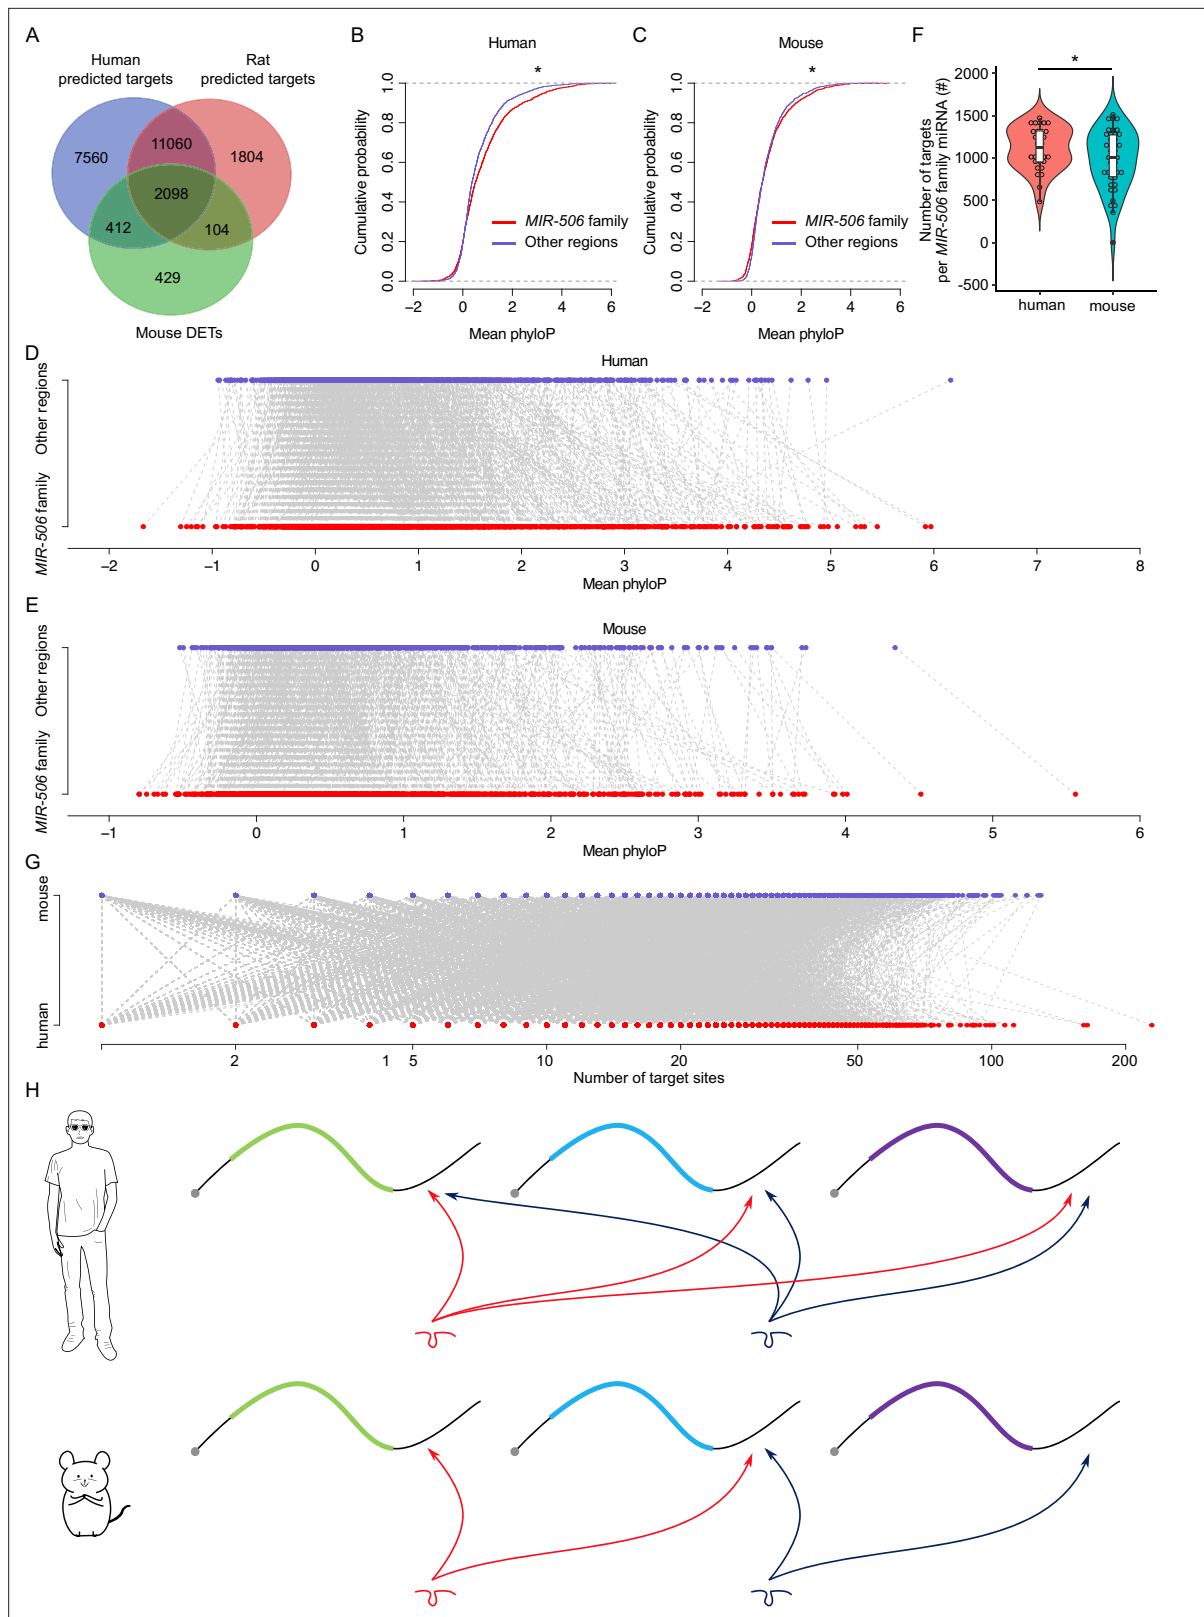 A
Human
predicted targets
Rat
predicted targets
7560
11060
1804
2098
412
104
429
Mouse DETs
B
Human
*
Cumulative probability
0.0
0.2
0.4
0.6
0.8
1.0
MIR-506 family
Other regions
−2
0
2
4
6
Mean phyloP
C
Mouse
*
Cumulative probability
0.0
0.2
0.4
0.6
0.8
1.0
MIR-506 family
Other regions
−2
0
2
4
6
Mean phyloP
F
*
Number of targets
per MIR-506 family miRNA (#)
2000
1500
1000
500
0
-500
human
mouse
D
Human
Other regions
MIR-506 family
−2
−1
0
1
2
3
4
5
6
7
8
Mean phyloP
E
Mouse
Other regions
MIR-506 family
−1
0
1
2
3
4
5
6
Mean phyloP
G
mouse
human
2
1
5
10
20
50
100
200
Number of target sites
H